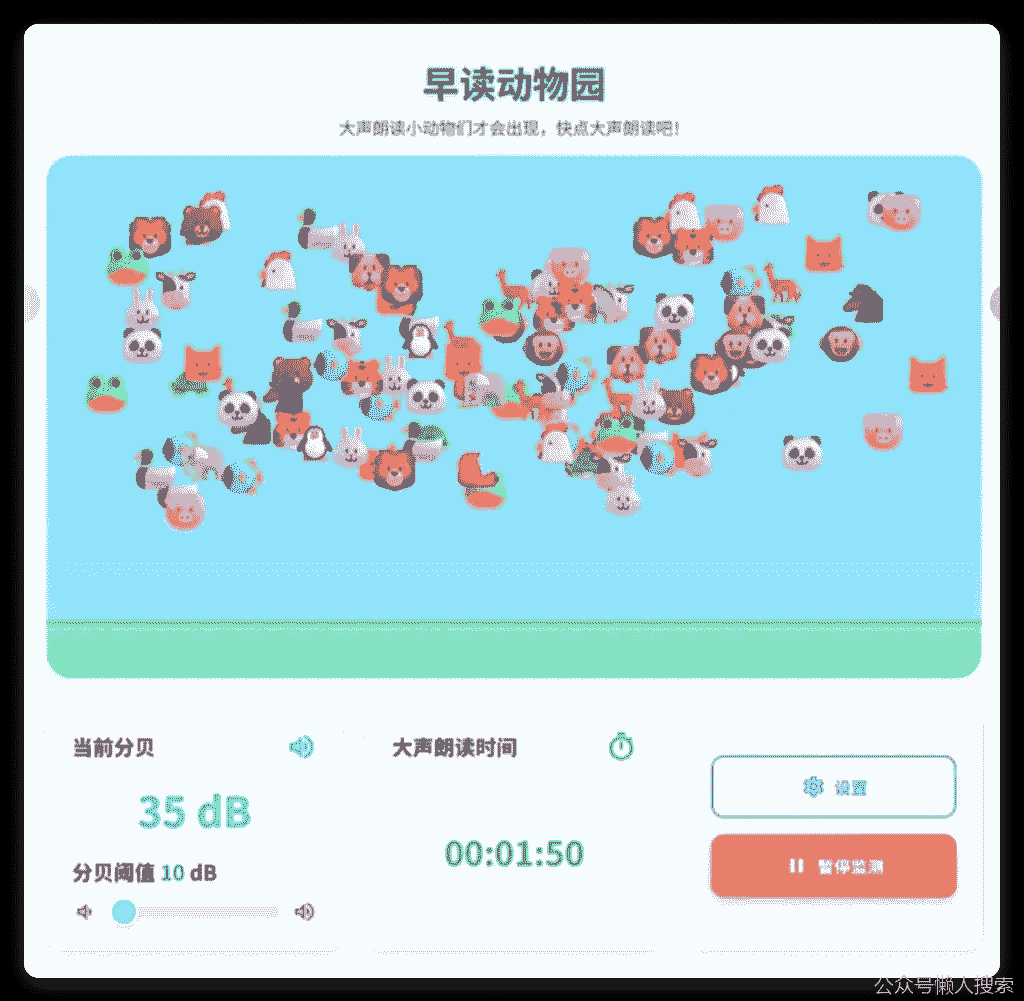 早读动物园
大声朗读小动物们才会出现，快点大声朗读吧！
当前分贝
35 dB
分贝阈值 10 dB
大声朗读时间
00:01:50
设置
暂停监测
公众号懒人搜索